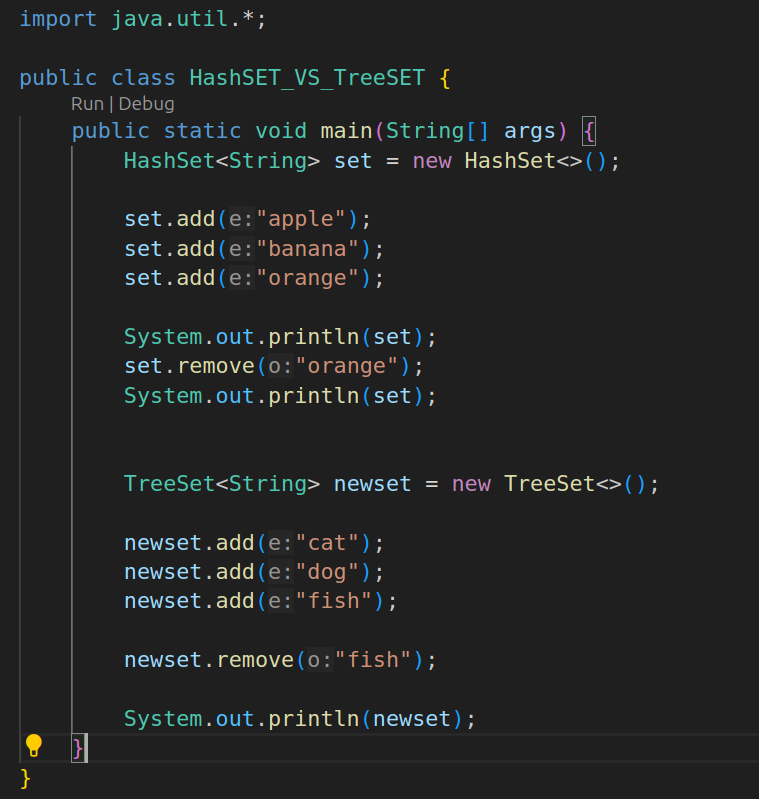 import java.util.*;
public class HashSET_VS_TreeSET {
Run | Debug
public static void main(String[] args) {
HashSet<String> set = new HashSet<>();
set.add(e:"apple");
set.add(e:"banana");
set.add(e:"orange");
System.out.println(set);
set.remove(o:"orange");
System.out.println(set);
TreeSet<String> newset = new TreeSet<>();
newset.add(e:"cat");
newset.add(e:"dog");
newset.add(e:"fish");
newset.remove(o:"fish");
System.out.println(newset);
}
}